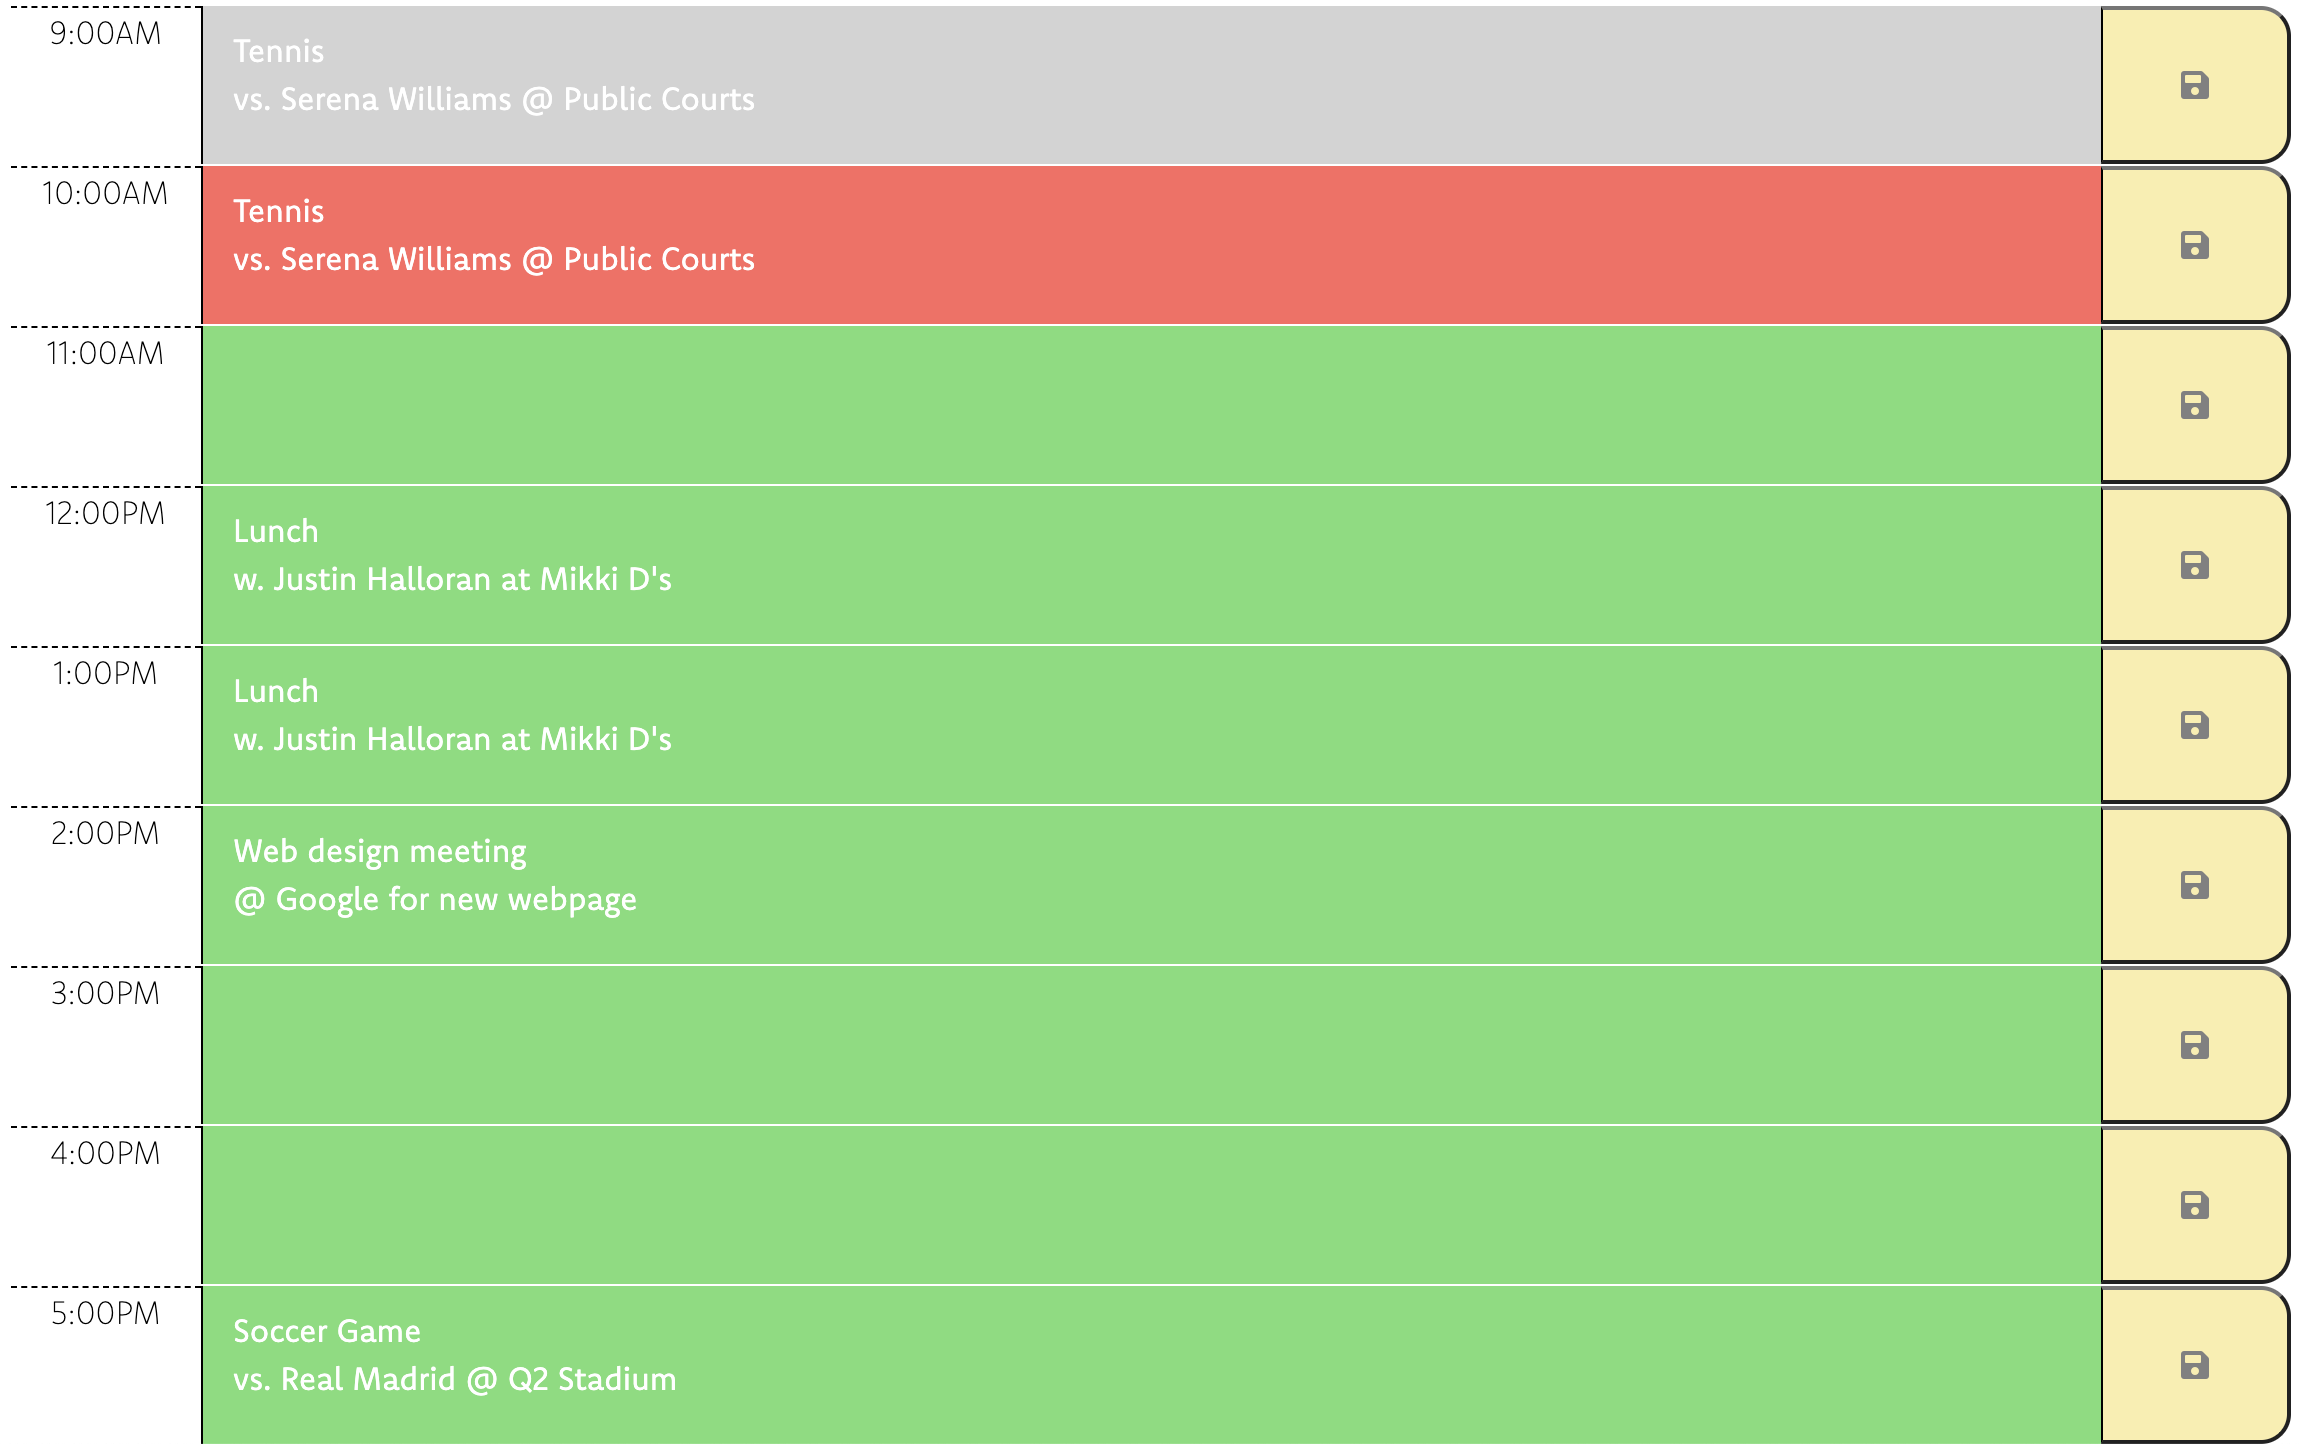 9:00AM
Tennis
vs. Serena Williams @ Public Courts
10:00AM
Tennis
vs. Serena Williams @ Public Courts
11:00AM
12:00PM
Lunch
w. Justin Halloran at Mikki D's
1:00PM
Lunch
w. Justin Halloran at Mikki D's
2:00PM
Web design meeting
@ Google for new webpage
3:00PM
4:00PM
5:00PM
Soccer Game
vs. Real Madrid @ Q2 Stadium